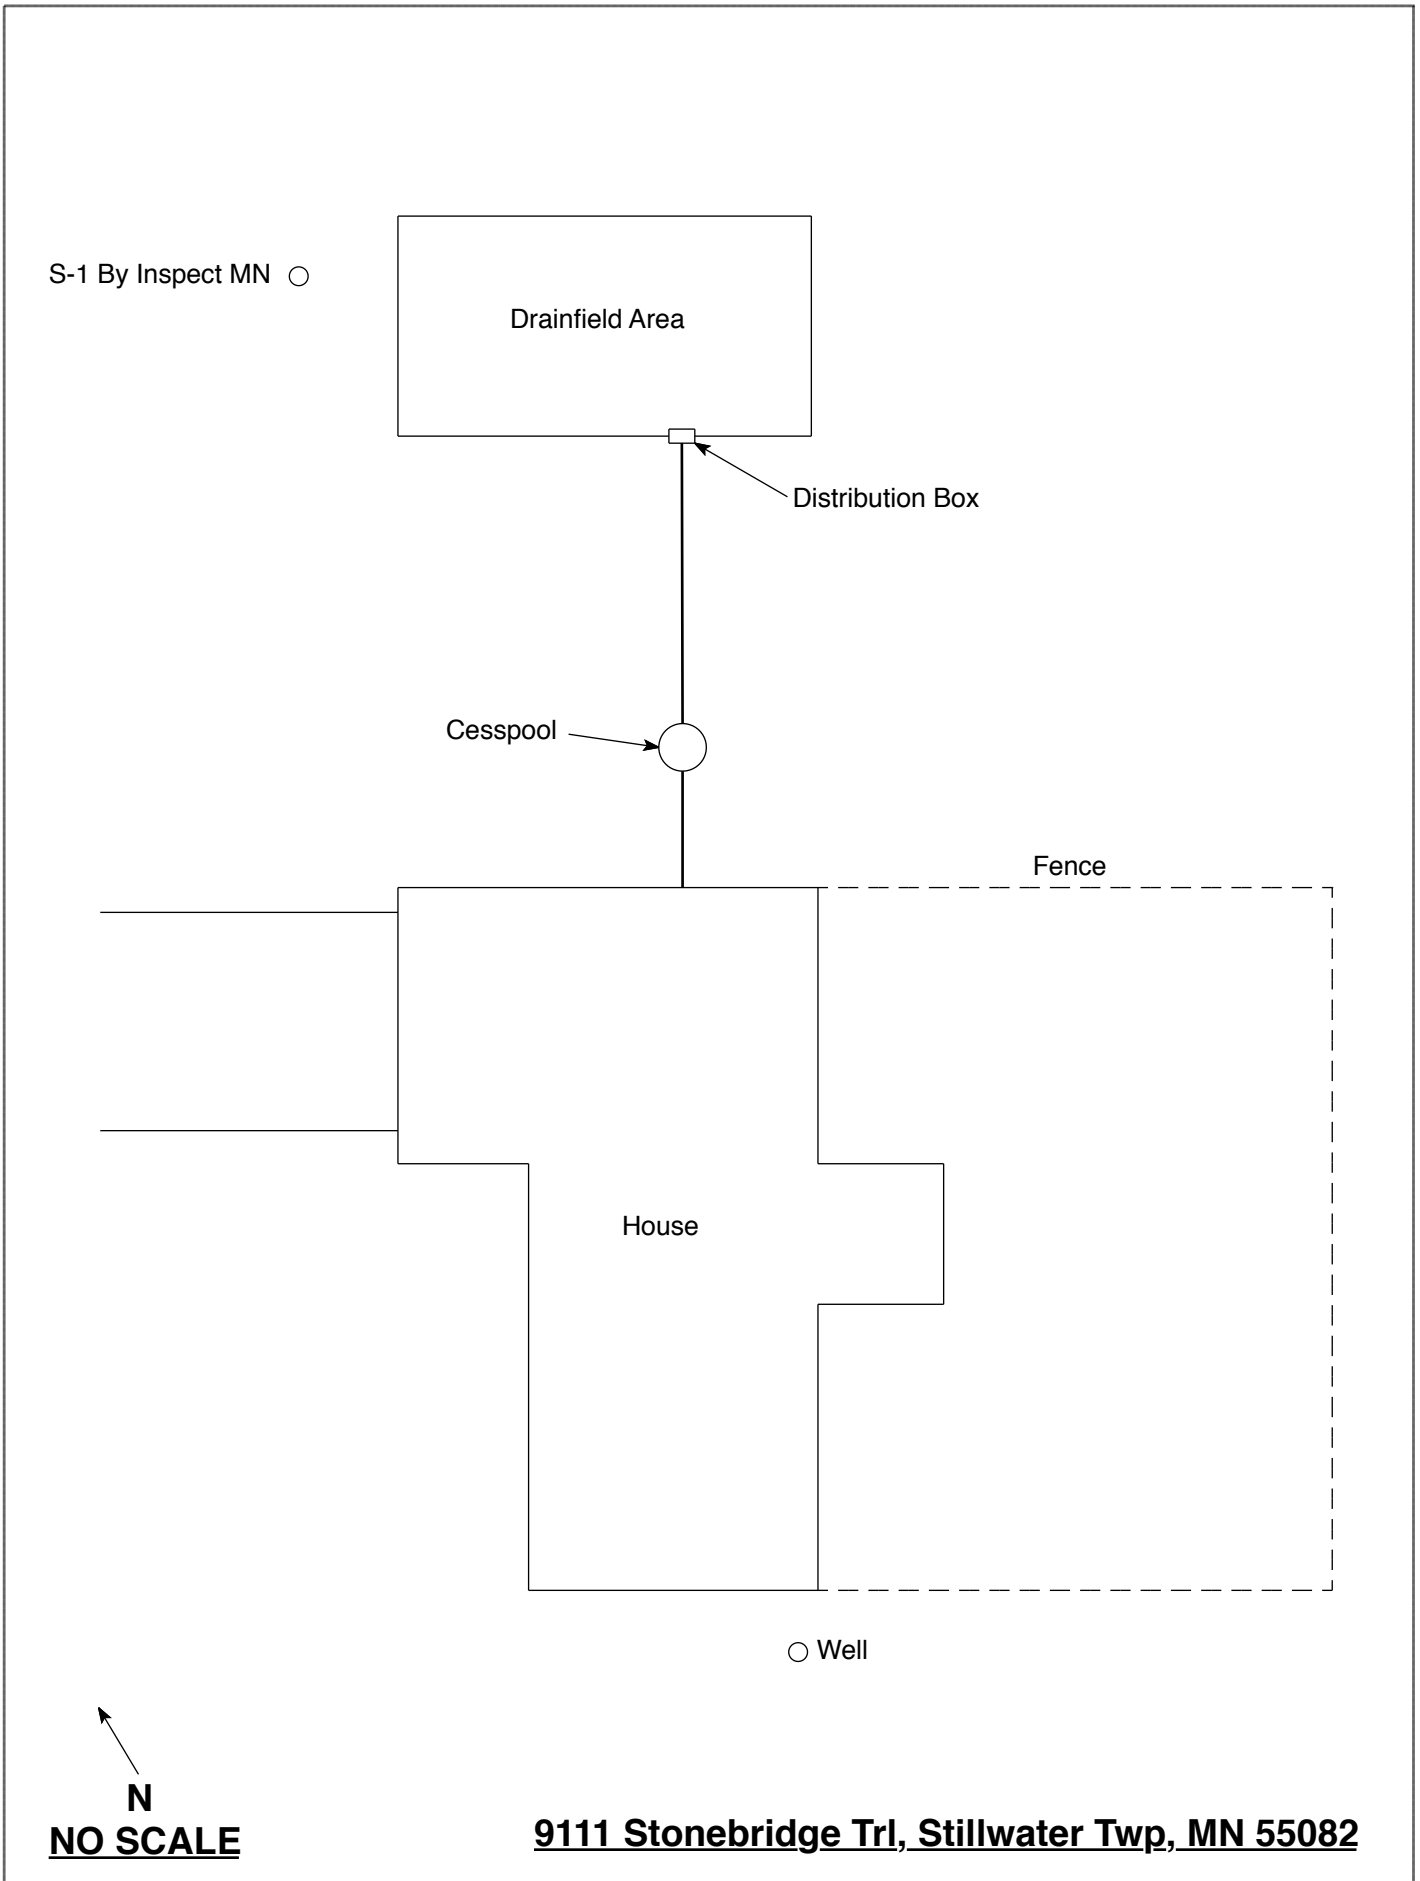 S-1 By Inspect MN
Drainfield Area
Distribution Box
Cesspool
Fence
House
Well
N
NO SCALE
9111 Stonebridge Trl, Stillwater Twp, MN 55082